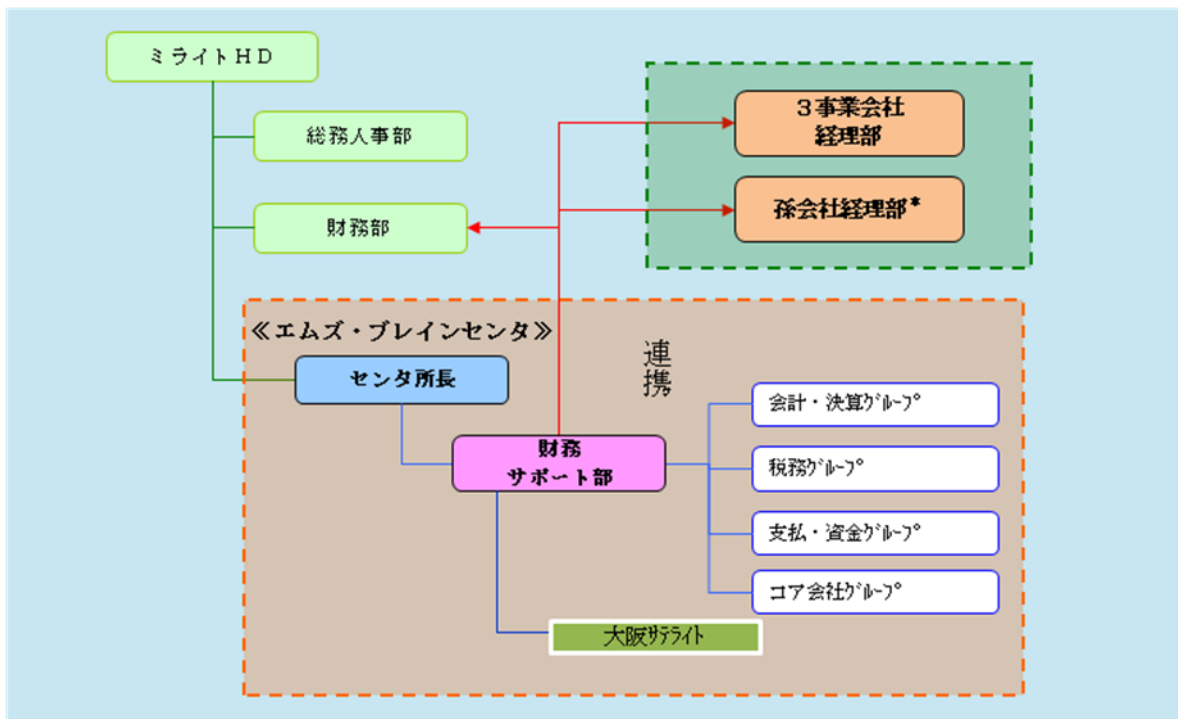 ミライトＨＤ
総務人事部
財務部
３事業会社
経理部
孫会社経理部*
≪エムズ・ブレインセンタ≫
センタ所長
連
携
財務
サポート部
会計・決算ｸﾞﾙｰﾌﾟ
税務ｸﾞﾙｰﾌﾟ
支払・資金ｸﾞﾙｰﾌﾟ
コア会社ｸﾞﾙｰﾌﾟ
大阪ｻﾃﾗｲﾄ